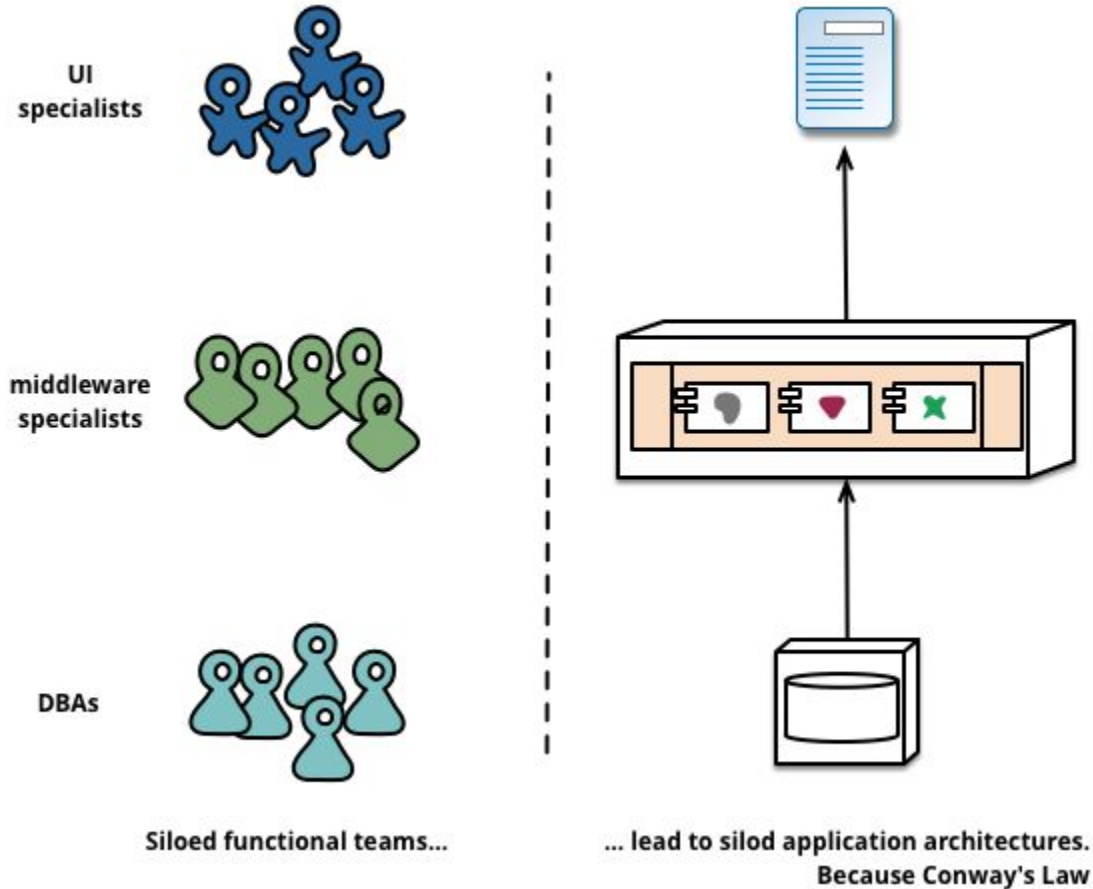 UI
specialists
middleware
specialists
DBAs
Siloed functional teams...
... lead to silod application architectures.
Because Conway's Law